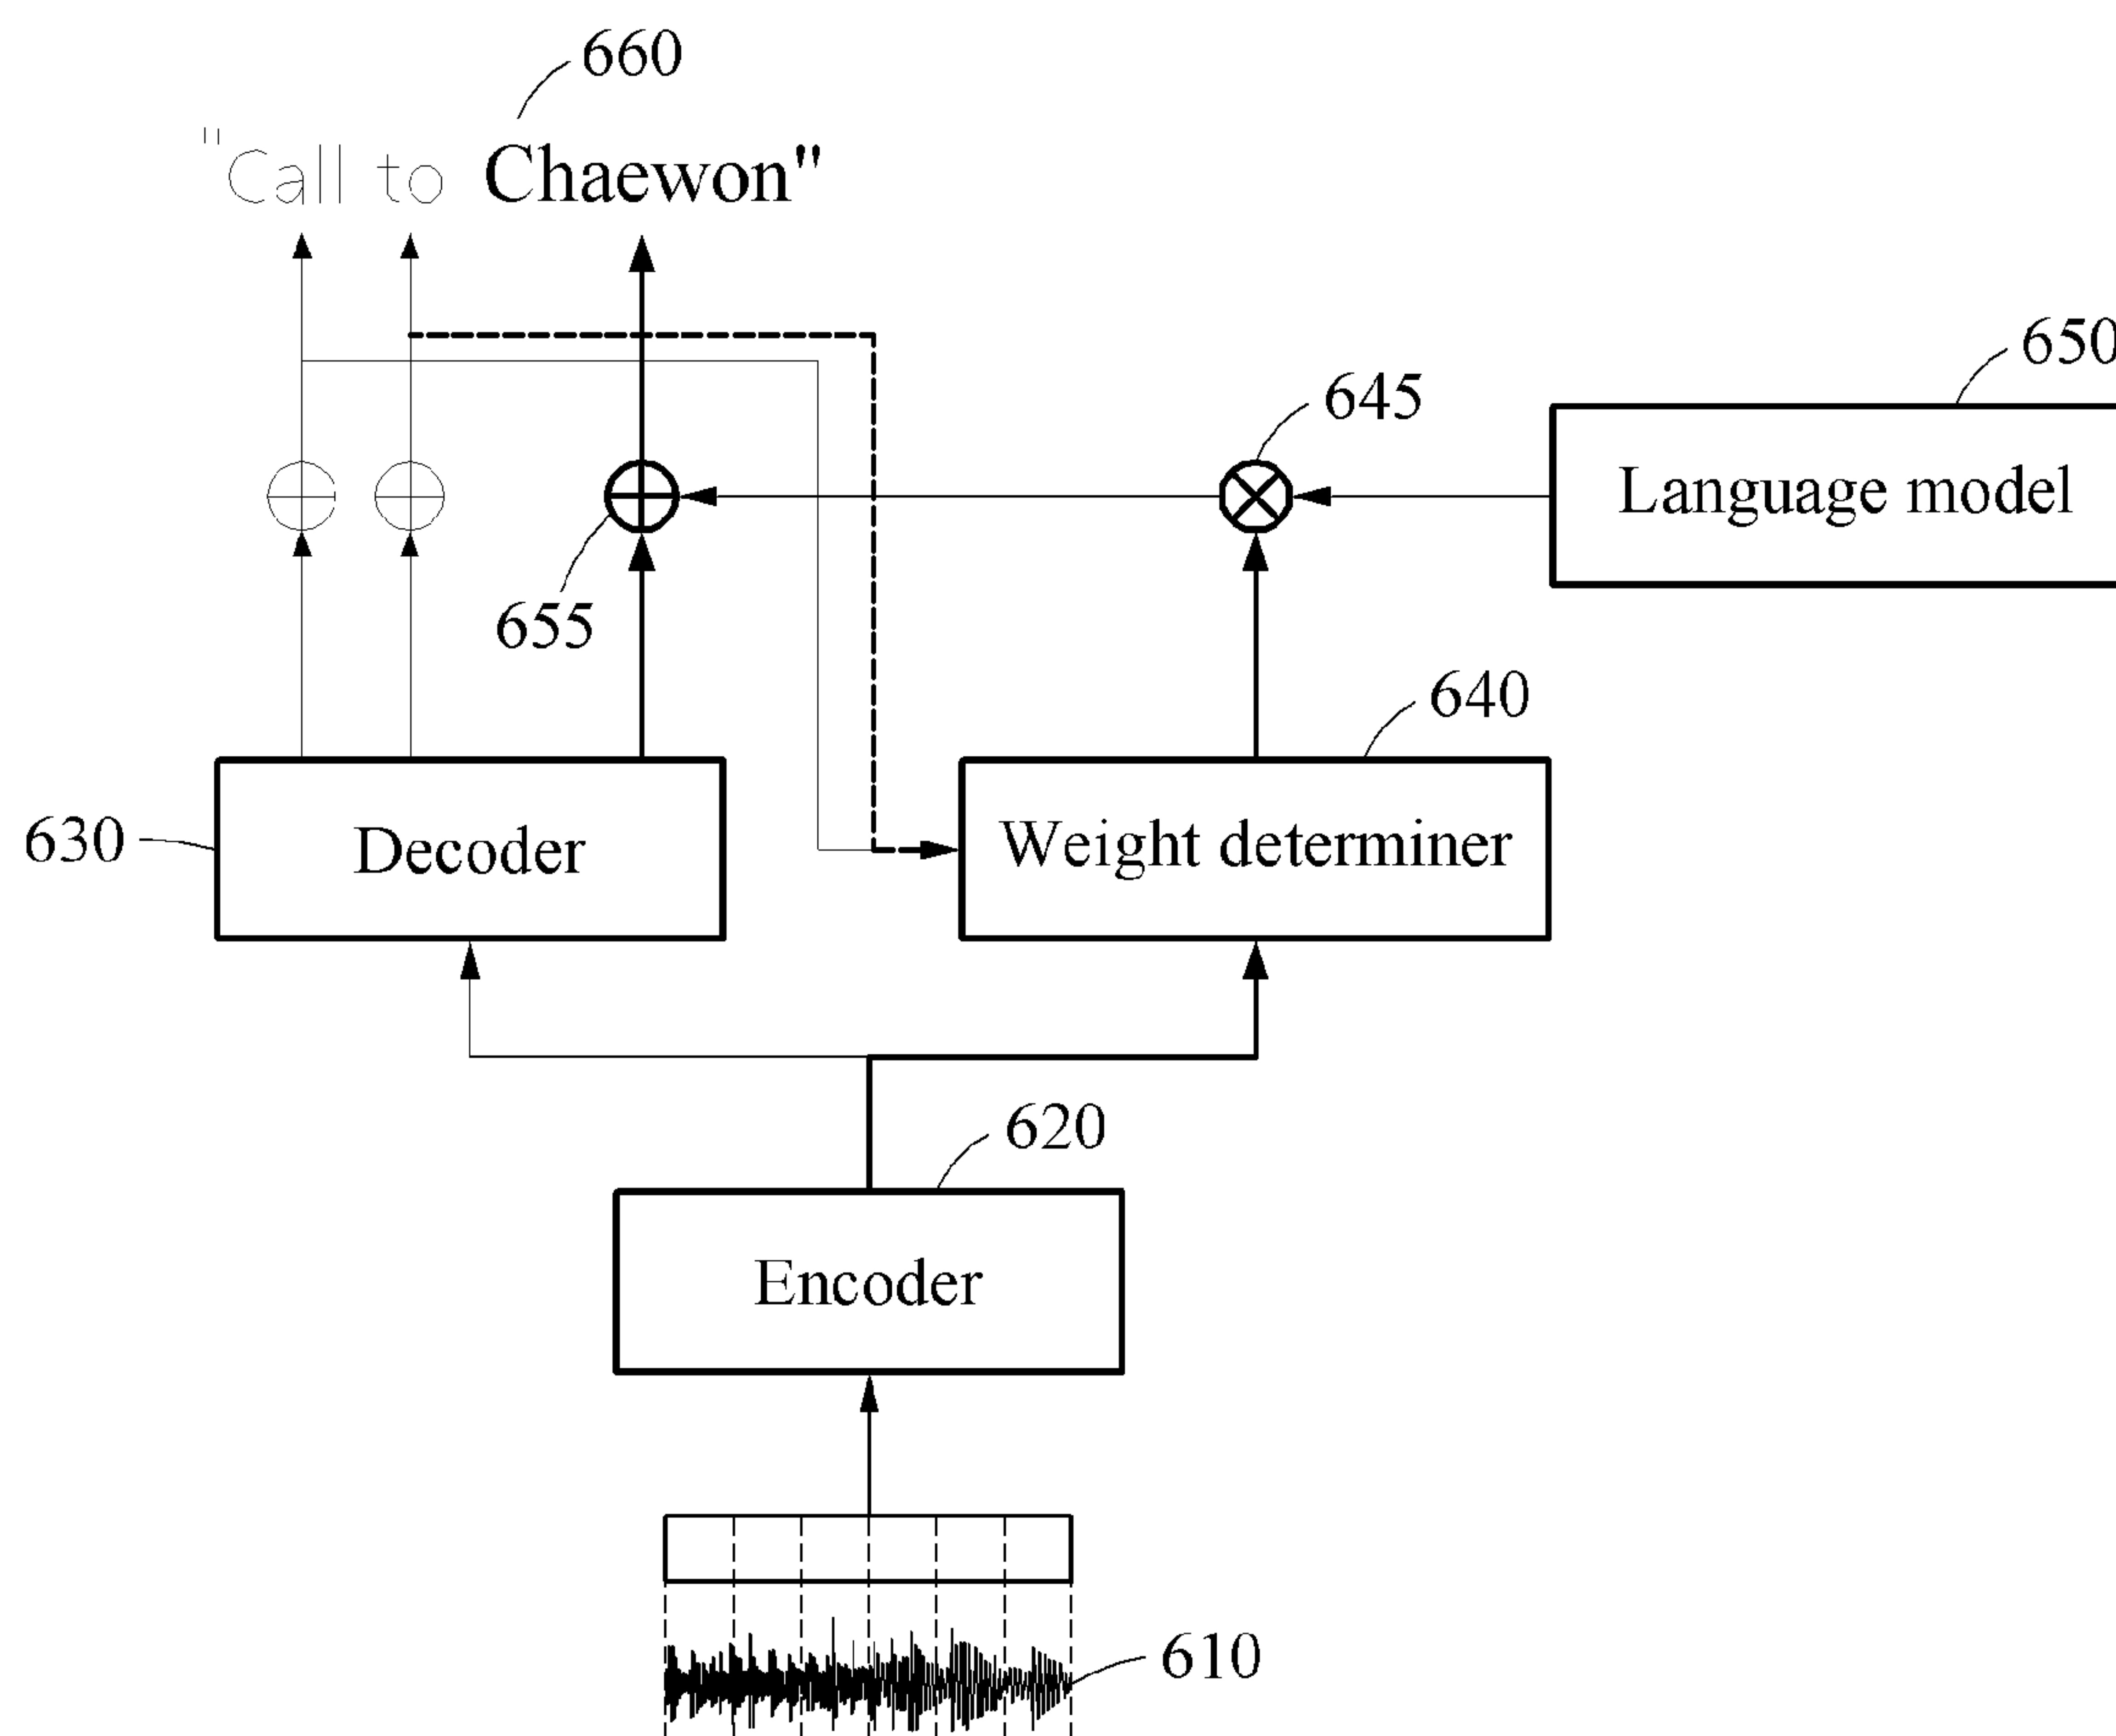 660
"Call to Chaewon"
650
645
Language model
655
640
630
Decoder
Weight determiner
620
Encoder
610